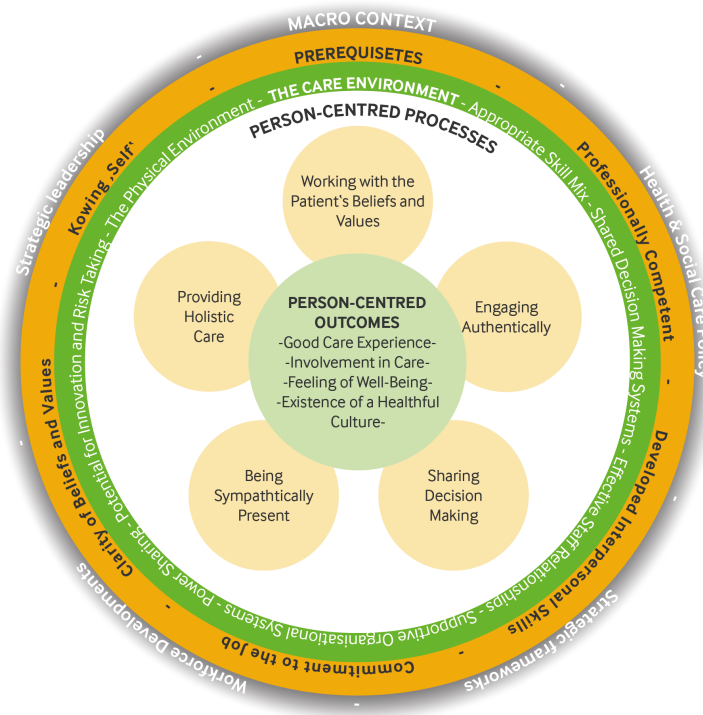 MACRO CONTEXT
-
Health & Social Care Policy
-
Strategic frameworks
-
Workforce Developments
-
Strategic leadership
-
PREREQUISETES
-
Professionally Competent
-
Developed Interpersonal Skills
-
Commitment to the Job
-
Clarity of Beliefs and Values
-
Kowing ‚Self‘
-
THE CARE ENVIRONMENT - Appropriate Skill Mix - Shared Decision Making Systems - Effective Staff Relationships - Supportive Organisational Systems - Power Sharing - Potential for Innovation and Risk Taking - The Physical Environment -
PERSON-CENTRED PROCESSES
Working with the
Patient‘s Beliefs and
Values
Providing
Holistic
Care
Engaging
Authentically
PERSON-CENTRED
OUTCOMES
-Good Care Experience-
-Involvement in Care-
-Feeling of Well-Being-
-Existence of a Healthful
Culture-
Being
Sympathtically
Present
Sharing
Decision
Making